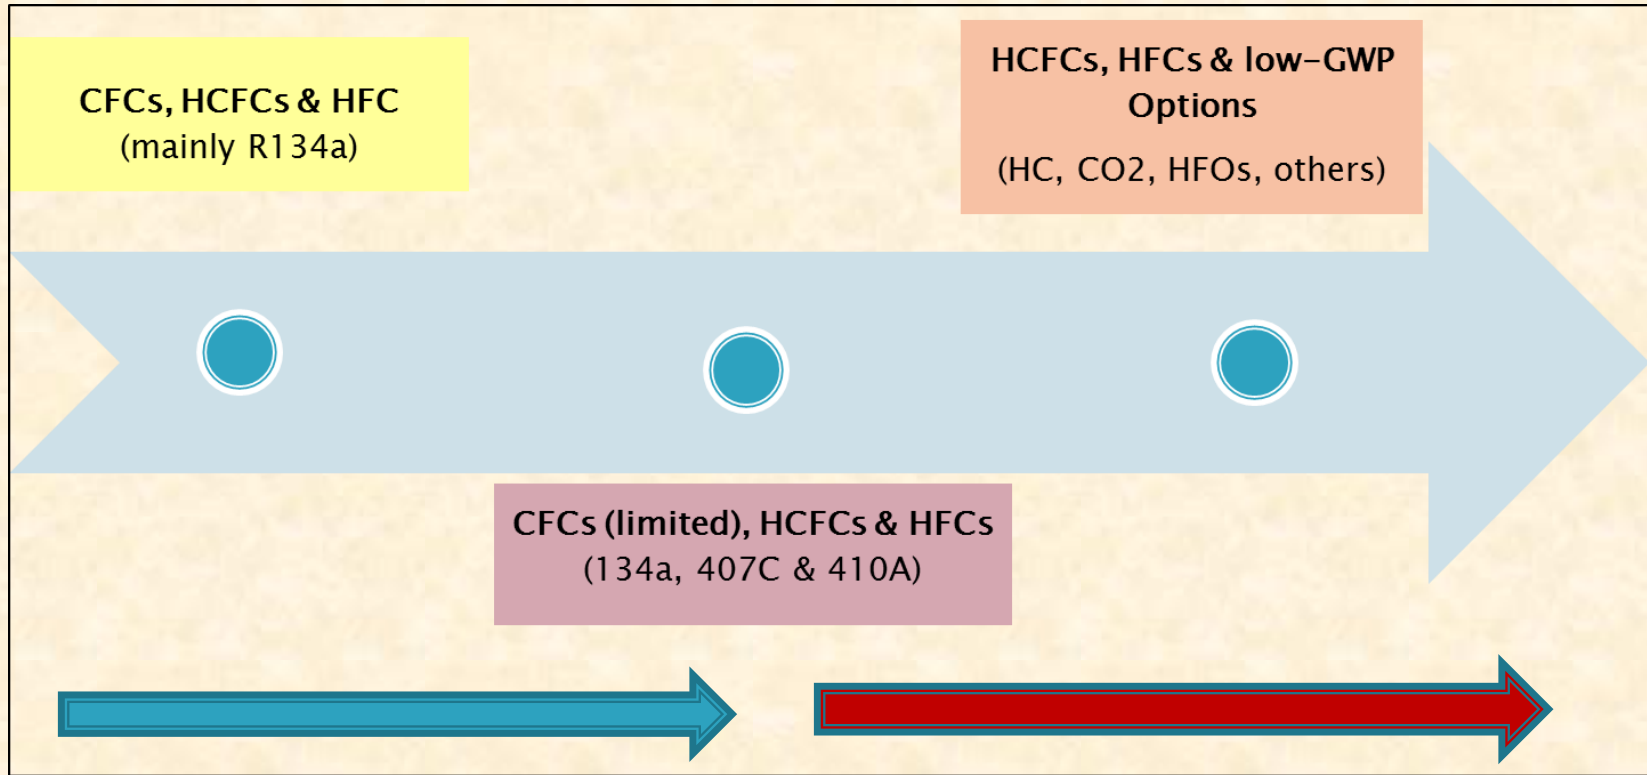 CFCs, HCFCs & HFC
(mainly R134a)
HCFCs, HFCs & low-GWP
Options
(HC, CO2, HFOs, others)
CFCs (limited), HCFCs & HFCs
(134a, 407C & 410A)